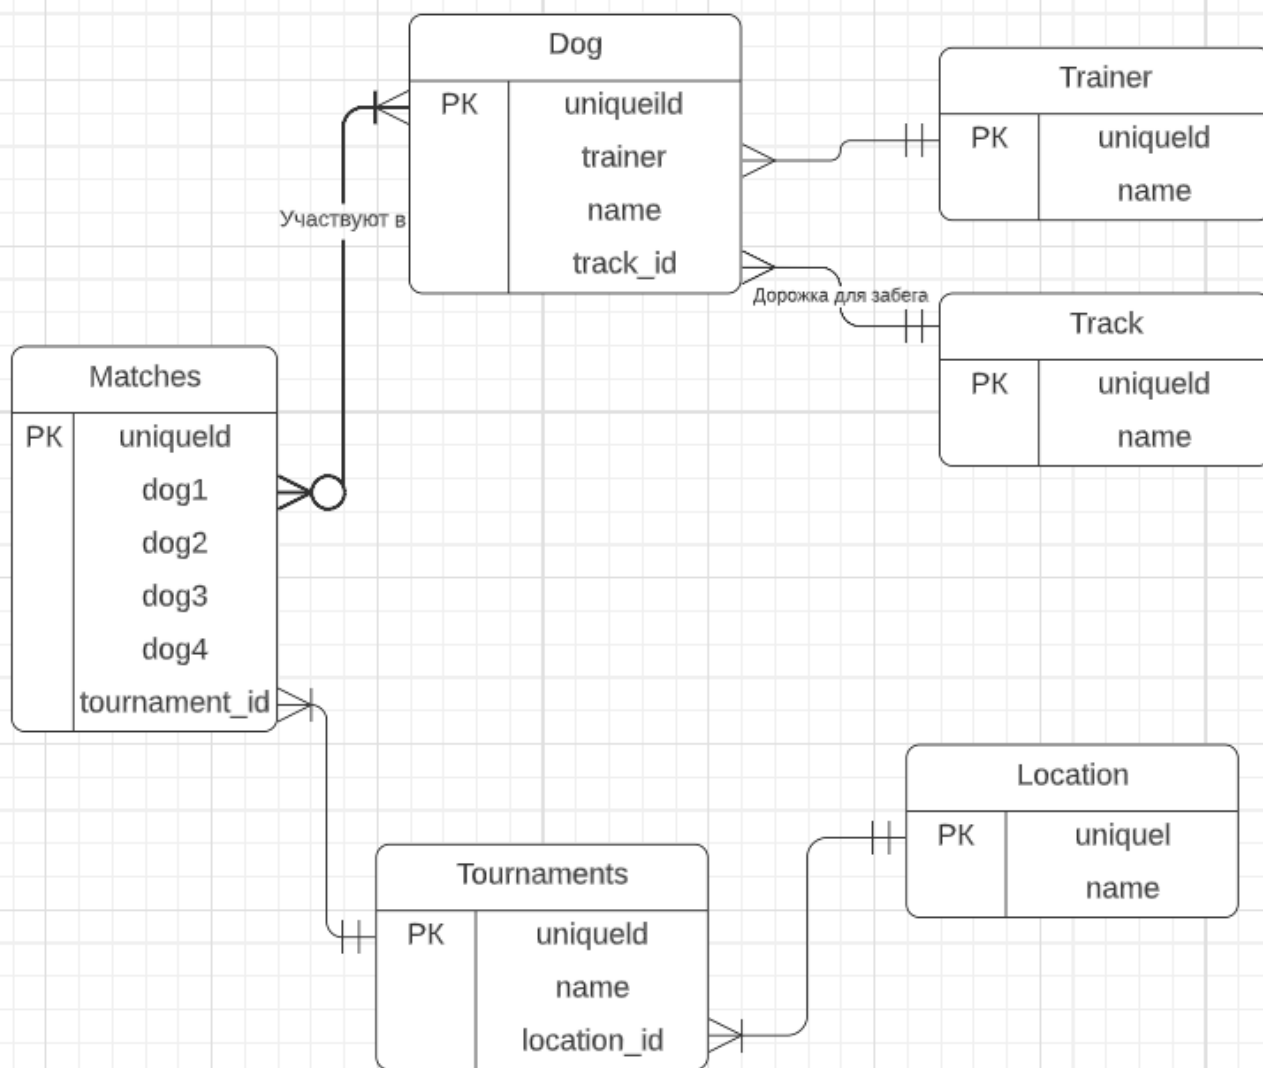 Dog
PK
uniqueild
trainer
name
track_id
Trainer
PK
uniqueld
name
Участвуют в
Дорожка для забега
Track
PK
uniqueld
name
Matches
PK
uniqueld
dog1
dog2
dog3
dog4
tournament_id
Location
PK
uniquel
name
Tournaments
PK
uniqueld
name
location_id